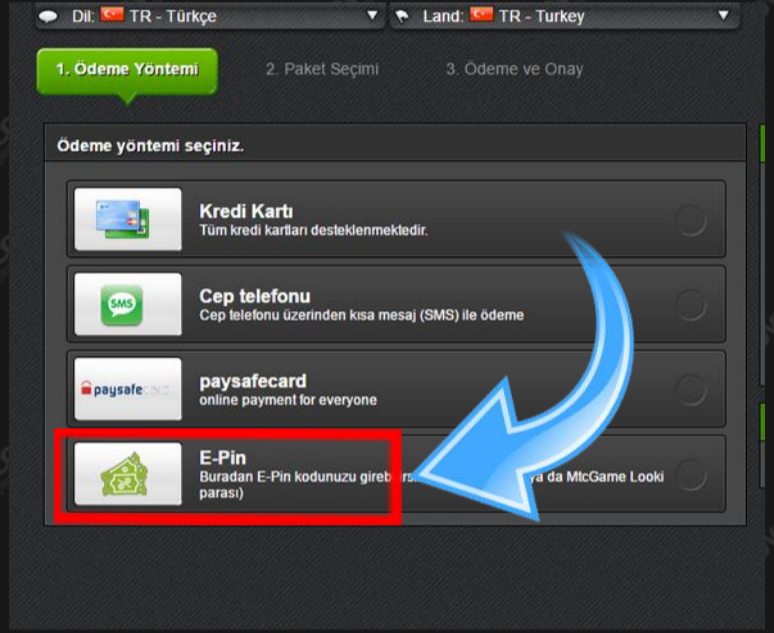 Dil: TR - Türkçe
Land: TR - Turkey
1. Ödeme Yöntemi
2. Paket Seçimi
3. Ödeme ve Onay
Ödeme yöntemi seçiniz.
Kredi Kartı
Tüm kredi kartları desteklenmektedir.
SMS
Cep telefonu
Cep telefonu üzerinden kısa mesaj (SMS) ile ödeme
paysafecard
paysafecard
online payment for everyone
E-Pin
Buradan E-Pin kodunuzu ya da MtcGame Looki
parası)